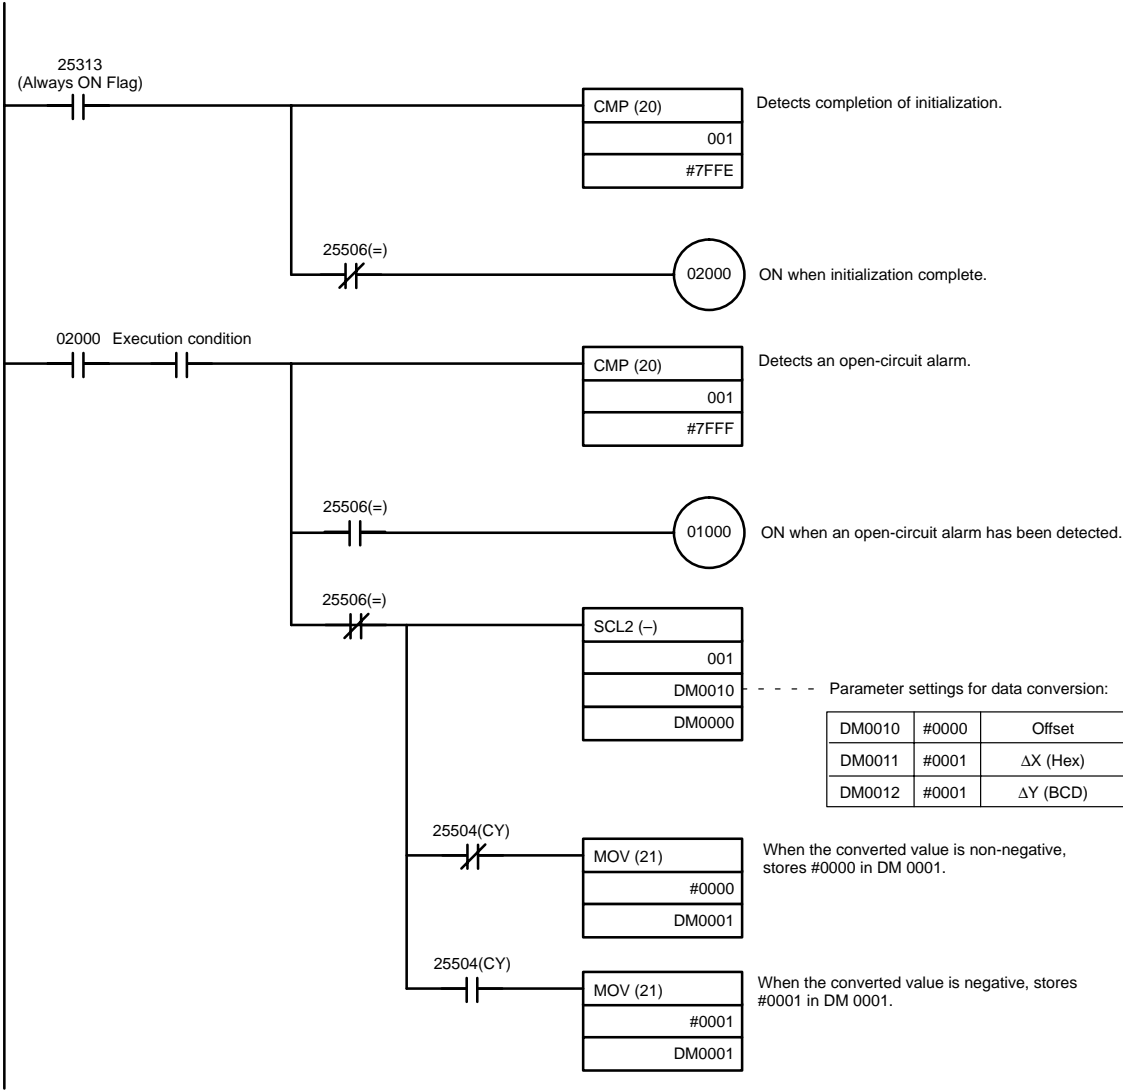 25313
(Always ON Flag)
CMP (20)
001
#7FFE
Detects completion of initialization.
25506(=)
02000
ON when initialization complete.
02000
Execution condition
CMP (20)
001
#7FFF
Detects an open-circuit alarm.
25506(=)
01000
ON when an open-circuit alarm has been detected.
25506(=)
SCL2 (–)
001
DM0010
DM0000
Parameter settings for data conversion:
DM0010 #0000 Offset
DM0011 #0001 ΔX (Hex)
DM0012 #0001 ΔY (BCD)
25504(CY)
MOV (21)
#0000
DM0001
When the converted value is non-negative,
stores #0000 in DM 0001.
25504(CY)
MOV (21)
#0001
DM0001
When the converted value is negative, stores
#0001 in DM 0001.